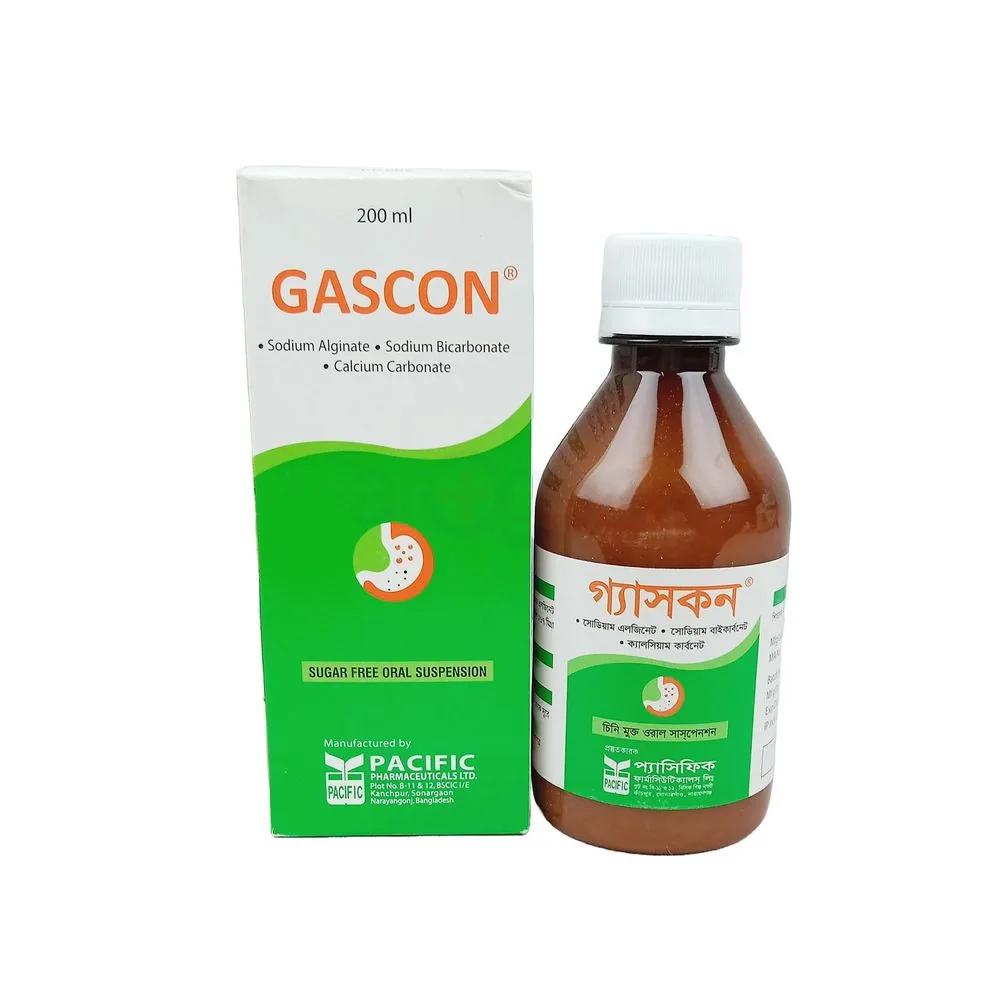 200 ml
GASCON®
• Sodium Alginate • Sodium Bicarbonate
• Calcium Carbonate
SUGAR FREE ORAL SUSPENSION
Manufactured by
PACIFIC
PHARMACEUTICALS LTD.
Plot No. B-11 & 12, BSCIC I/E
Kanchpur, Sonargaon
Narayangonj, Bangladesh
PACIFIC
গ্যাসকন®
• সোডিয়াম এলজিনেট • সোডিয়াম বাইকার্বনেট
• ক্যালসিয়াম কার্বনেট
চিনি মুক্ত ওরাল সাস্পেনশন
প্রস্তুতকারক
প্যাসিফিক
ফার্মাসিউটিক্যালস লিঃ
PACIFIC